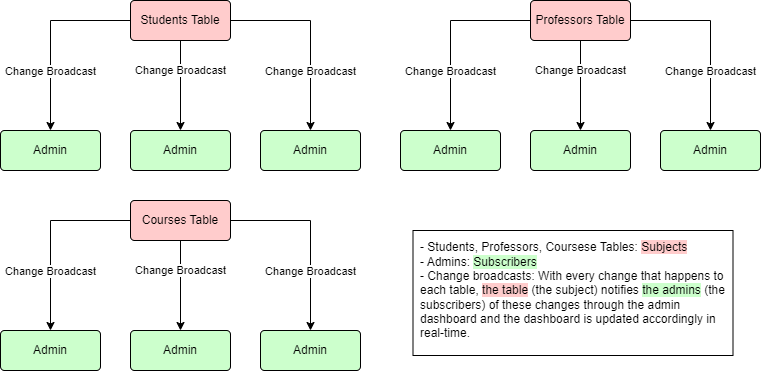 Students Table
Professors Table
Change Broadcast
Change Broadcast
Change Broadcast
Change Broadcast
Change Broadcast
Change Broadcast
Admin
Admin
Admin
Admin
Admin
Admin
Courses Table
Change Broadcast
Change Broadcast
Change Broadcast
Admin
Admin
Admin
- Students, Professors, Coursese Tables: Subjects
- Admins: Subscribers
- Change broadcasts: With every change that happens to
each table, the table (the subject) notifies the admins (the
subscribers) of these changes through the admin
dashboard and the dashboard is updated accordingly in
real-time.